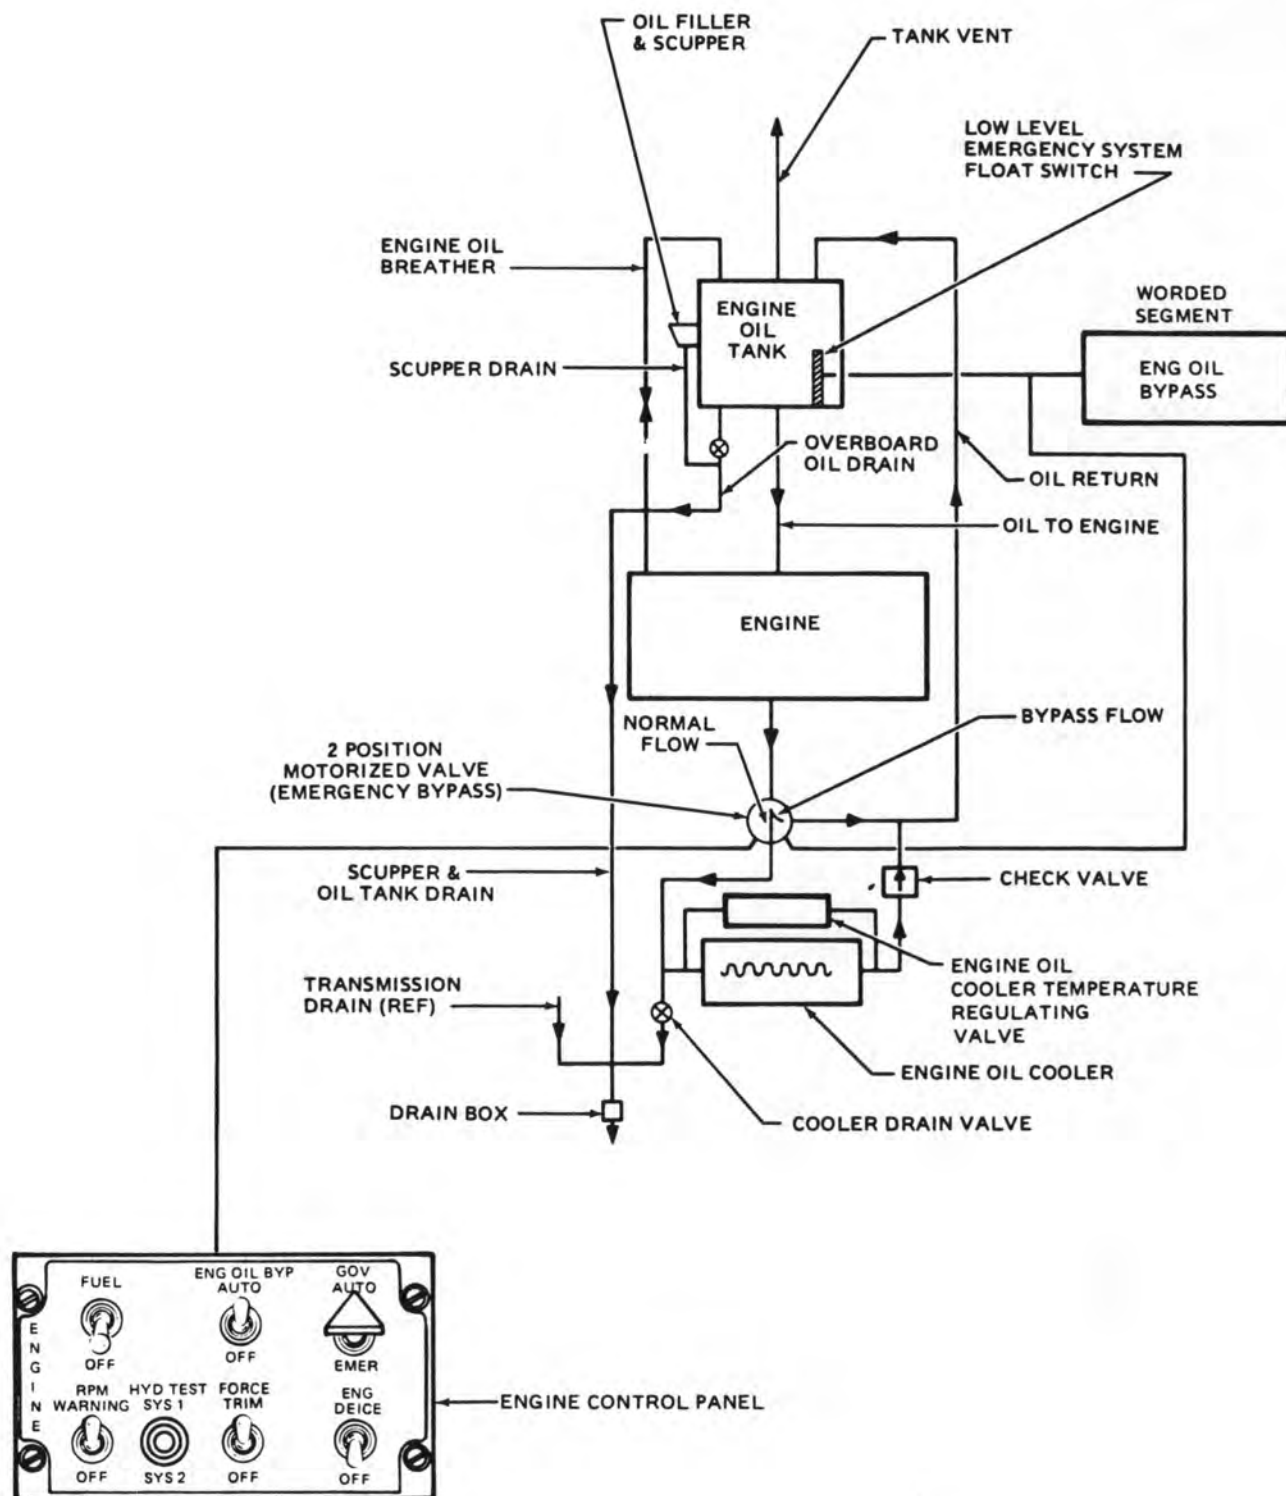 OIL FILLER
& SCUPPER
TANK VENT
LOW LEVEL
EMERGENCY SYSTEM
FLOAT SWITCH
ENGINE OIL
BREATHER
ENGINE
OIL
TANK
WORDED
SEGMENT
SCUPPER DRAIN
ENG OIL
BYPASS
OVERBOARD
OIL DRAIN
OIL RETURN
OIL TO ENGINE
ENGINE
NORMAL
FLOW
BYPASS FLOW
2 POSITION
MOTORIZED VALVE
(EMERGENCY BYPASS)
SCUPPER &
OIL TANK DRAIN
CHECK VALVE
TRANSMISSION
DRAIN (REF)
ENGINE OIL
COOLER TEMPERATURE
REGULATING
VALVE
ENGINE OIL COOLER
DRAIN BOX
COOLER DRAIN VALVE
ENGINE
FUEL
OFF
ENG OIL BYP
AUTO
OFF
GOV
AUTO
EMER
RPM
WARNING
OFF
HYD TEST
SYS 1
SYS 2
FORCE
TRIM
OFF
ENG
DEICE
OFF
ENGINE CONTROL PANEL